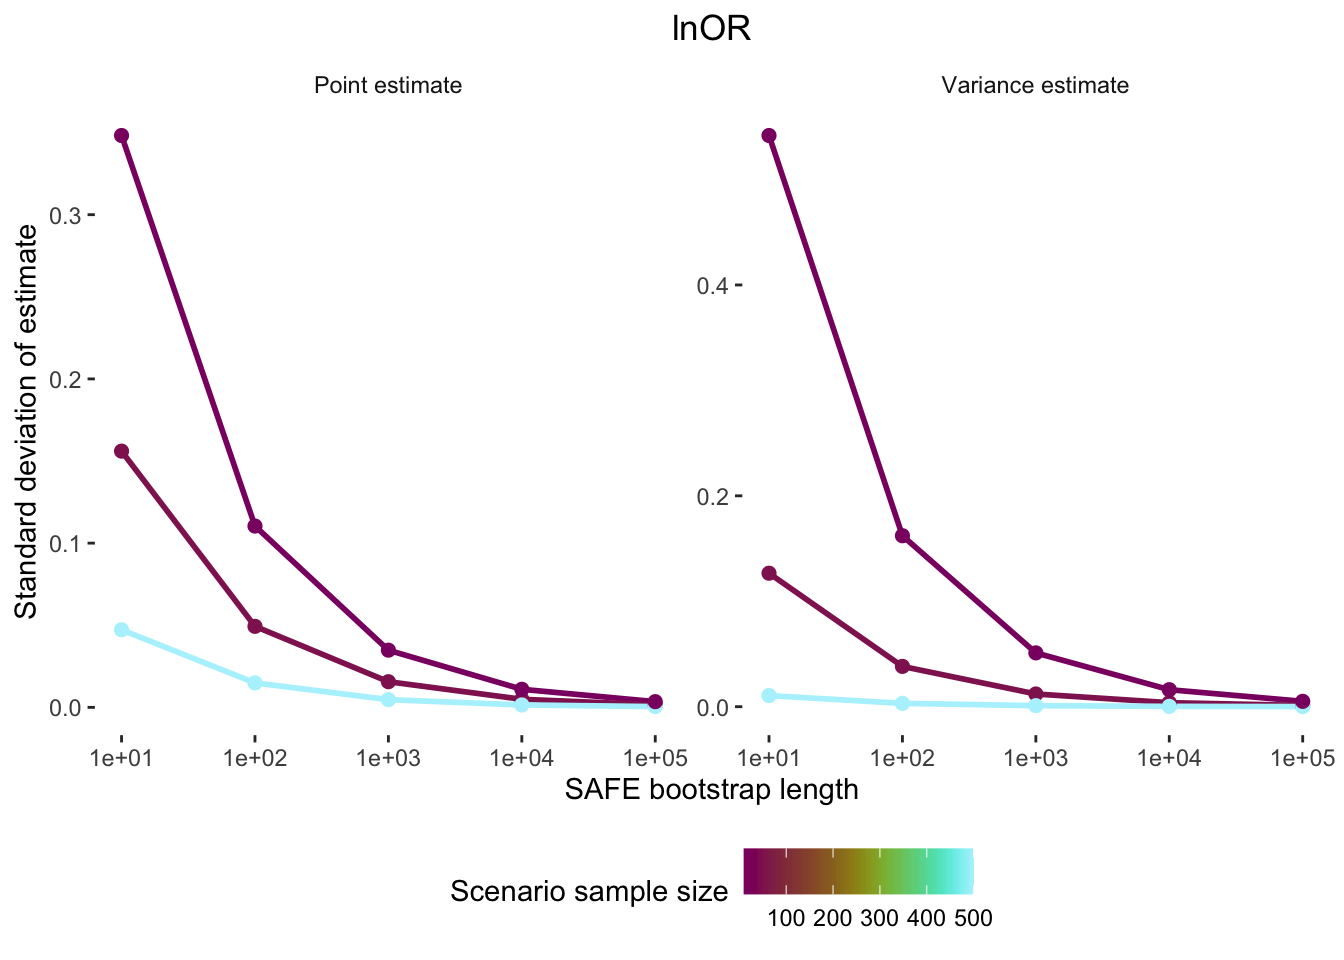 lnOR
Point estimate
Variance estimate
Standard deviation of estimate
0.3
0.2
0.1
0.0
0.4
0.2
0.0
1e+01 1e+02 1e+03 1e+04 1e+05
1e+01 1e+02 1e+03 1e+04 1e+05
SAFE bootstrap length
Scenario sample size
100 200 300 400 500